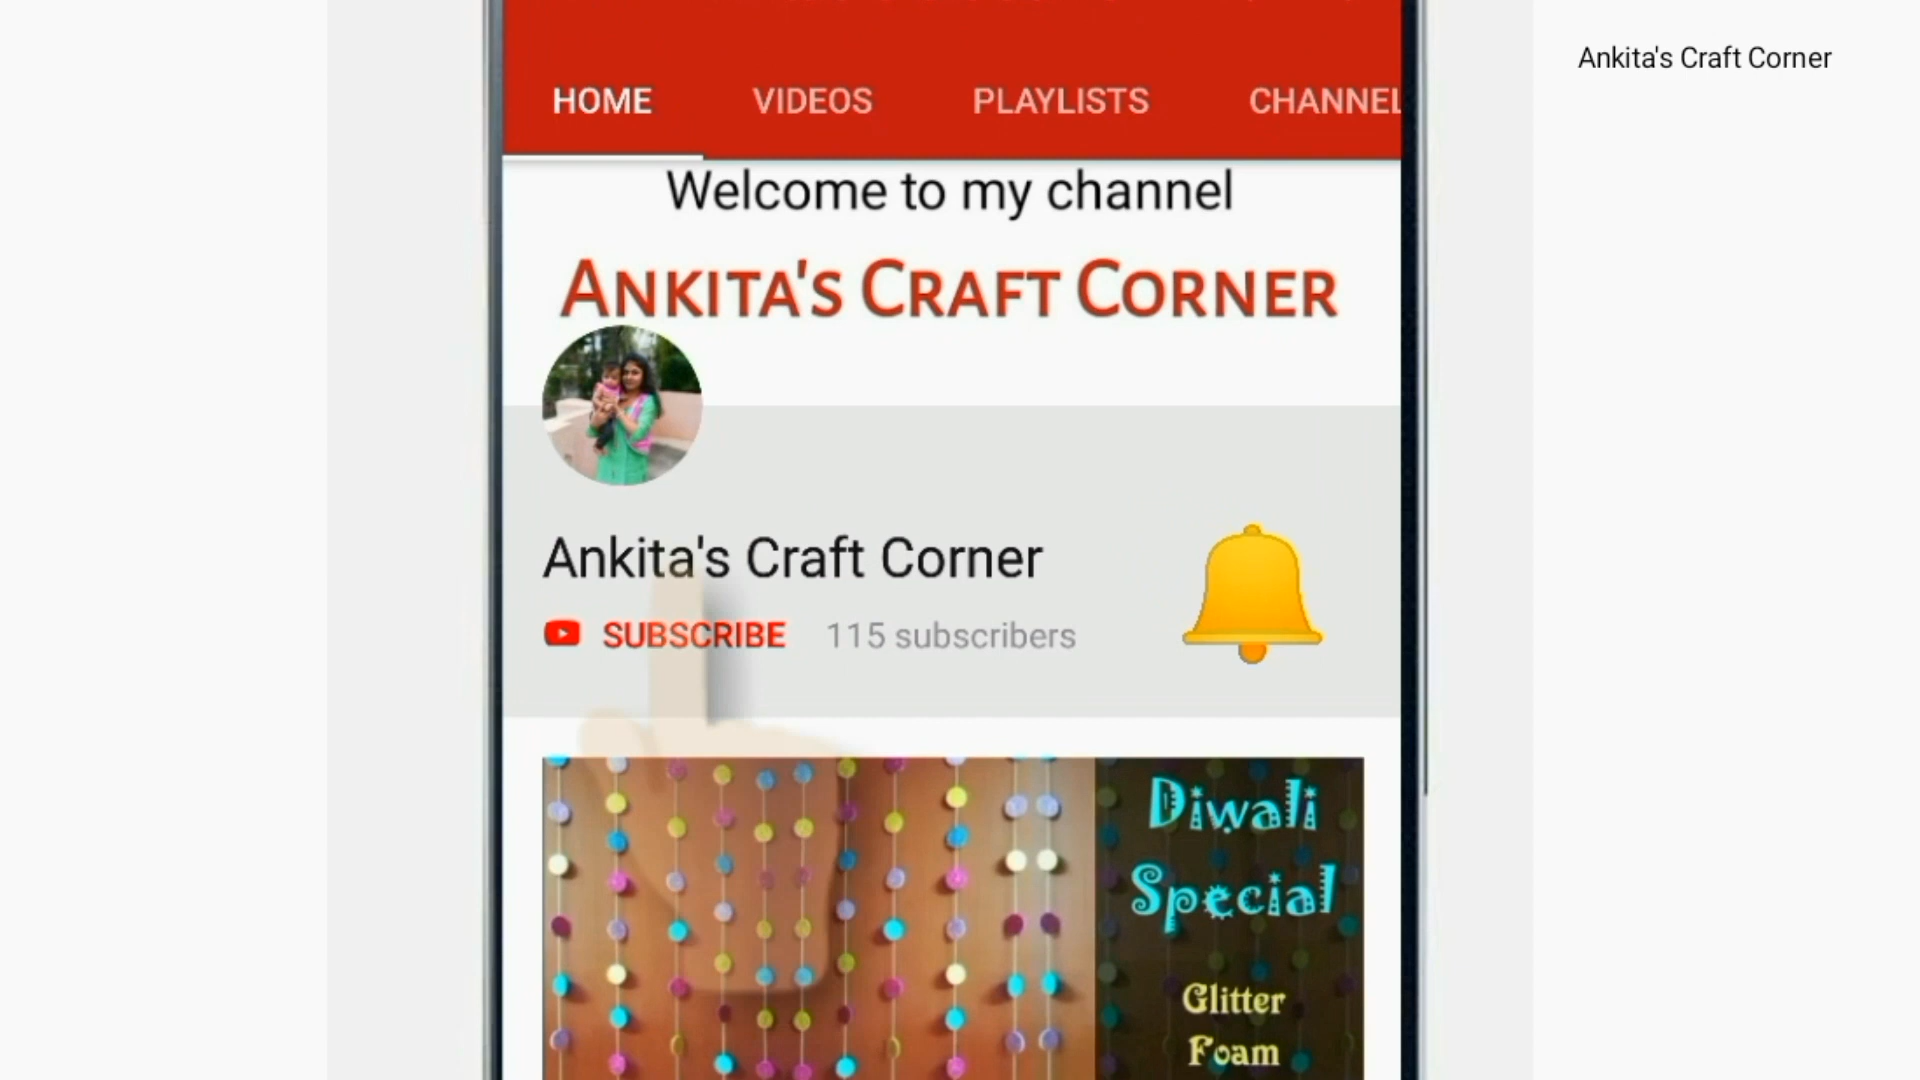 Ankita's Craft Corner
HOME VIDEOS PLAYLISTS CHANNEL
Welcome to my channel
ANKITA'S CRAFT CORNER
Ankita's Craft Corner
SUBSCRIBE 115 subscribers
Diwali
Special
Glitter
Foam